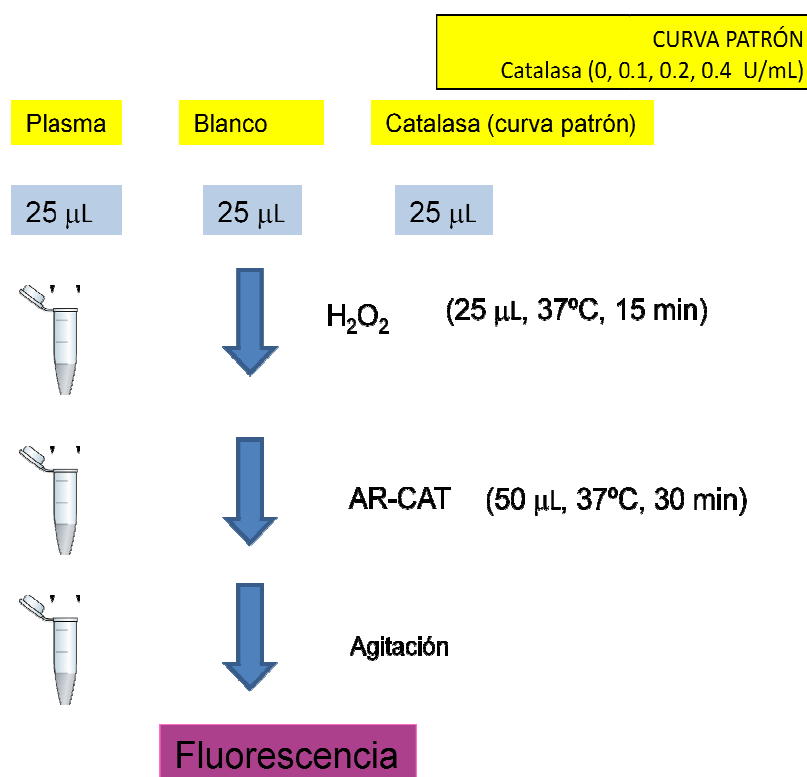 CURVA PATRÓN
Catalasa (0, 0.1, 0.2, 0.4 U/mL)
Plasma Blanco Catalasa (curva patrón)
25 μL 25 μL 25 μL
H₂O₂ (25 μL, 37ºC, 15 min)
AR-CAT (50 μL, 37ºC, 30 min)
Agitación
Fluorescencia